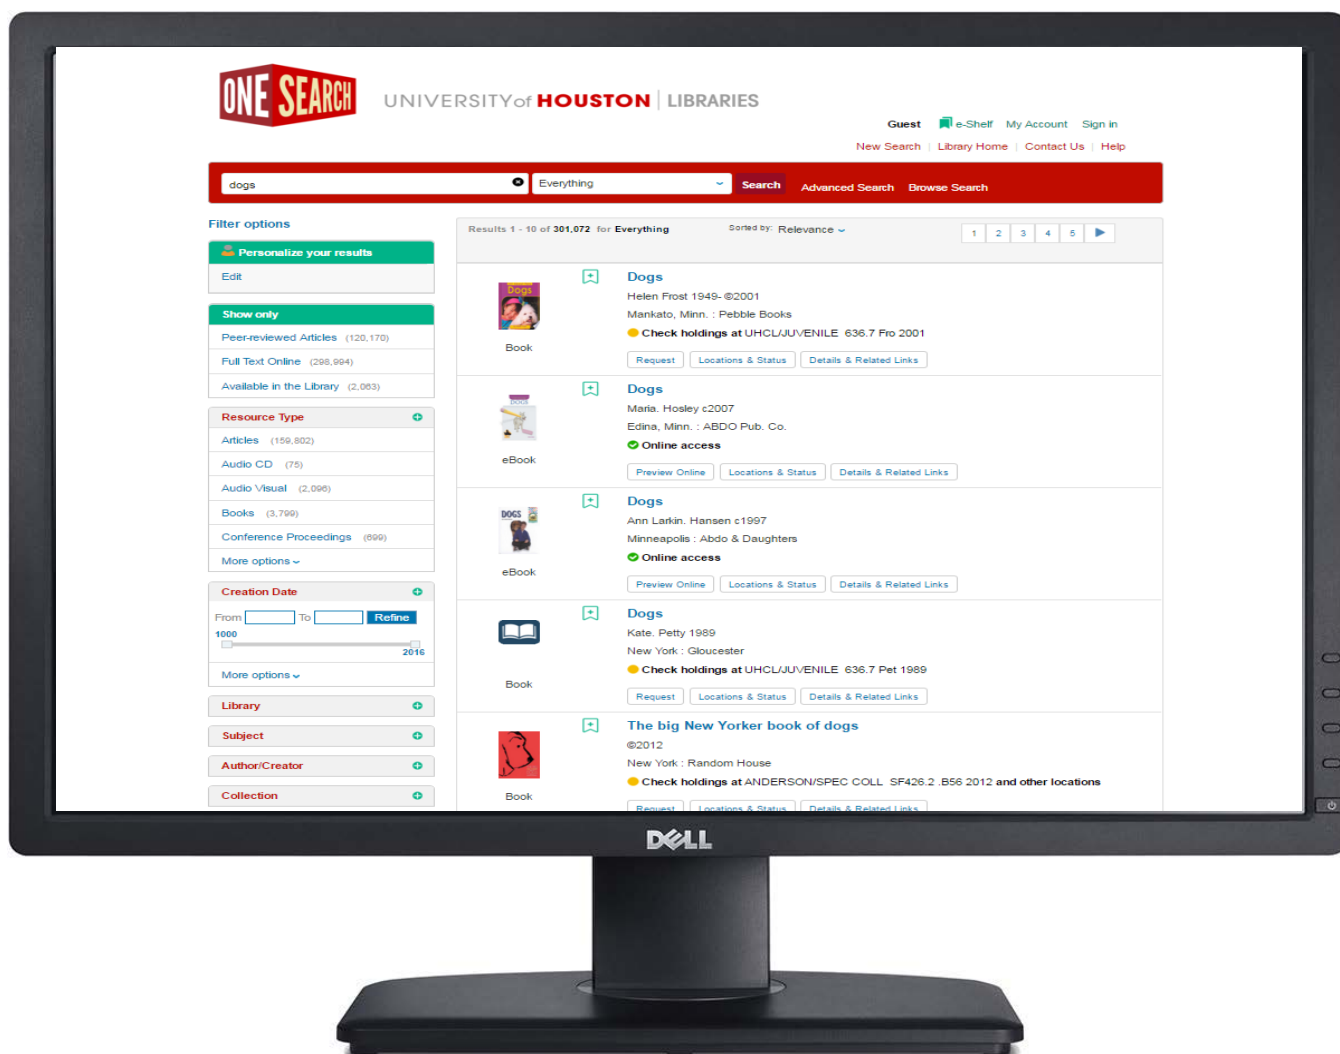 ONE SEARCH
UNIVERSITY of HOUSTON | LIBRARIES
Guest e-Shelf My Account Sign in
New Search | Library Home | Contact Us | Help
dogs Everything Search Advanced Search Browse Search
Filter options
Personalize your results
Edit
Show only
Peer-reviewed Articles (120,170)
Full Text Online (298,994)
Available in the Library (2,063)
Resource Type
Articles (159,802)
Audio CD (75)
Audio Visual (2,096)
Books (3,799)
Conference Proceedings (699)
More options
Creation Date
From To Refine
1000
2016
More options
Library
Subject
Author/Creator
Collection
Results 1 - 10 of 301,072 for Everything Sorted by: Relevance 1 2 3 4 5
Dogs
Book
Dogs
Helen Frost 1949- ©2001
Mankato, Minn. : Pebble Books
Check holdings at UHCL/JUVENILE 636.7 Fro 2001
Request Locations & Status Details & Related Links
DOGS
eBook
Dogs
Maria. Hosley c2007
Edina, Minn. : ABDO Pub. Co.
Online access
Preview Online Locations & Status Details & Related Links
DOGS
eBook
Dogs
Ann Larkin. Hansen c1997
Minneapolis : Abdo & Daughters
Online access
Preview Online Locations & Status Details & Related Links
Book
Dogs
Kate. Petty 1989
New York : Gloucester
Check holdings at UHCL/JUVENILE 636.7 Pet 1989
Request Locations & Status Details & Related Links
Book
The big New Yorker book of dogs
©2012
New York : Random House
Check holdings at ANDERSON/SPEC COLL SF426.2 .B56 2012 and other locations
Request Locations & Status Details & Related Links
DELL